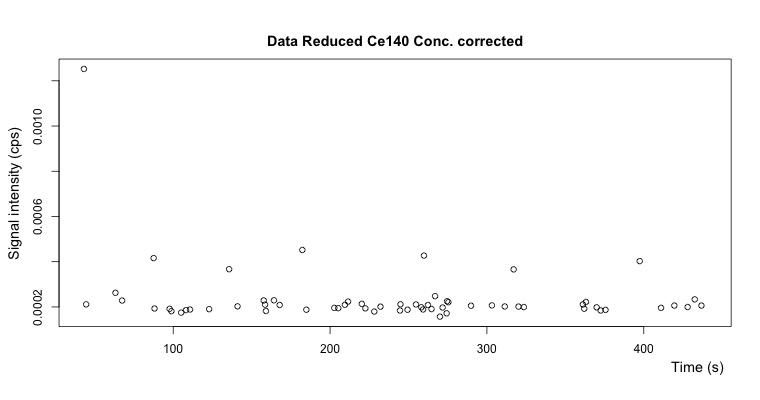 Data Reduced Ce140 Conc. corrected
Signal intensity (cps)
0.0010
0.0006
0.0002
100 200 300 400
Time (s)